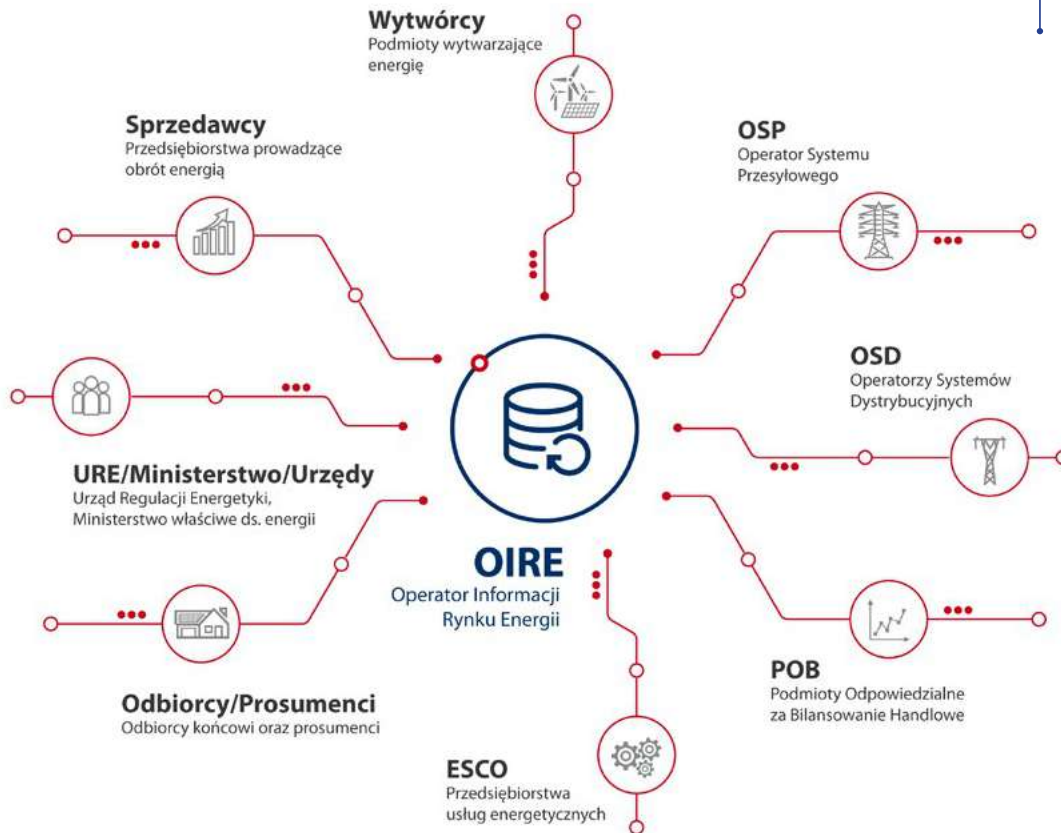 Wytwórcy
Podmioty wytwarzające
energię
Sprzedawcy
Przedsiębiorstwa prowadzące
obrót energią
OSP
Operator Systemu
Przesyłowego
OSD
Operatorzy Systemów
Dystrybucyjnych
URE/Ministerstwo/Urzędy
Urząd Regulacji Energetyki,
Ministerstwo właściwe ds. energii
OIRE
Operator Informacji
Rynku Energii
Odbiorcy/Prosumenci
Odbiorcy końcowi oraz prosumenci
POB
Podmioty Odpowiedzialne
za Bilansowanie Handlowe
ESCO
Przedsiębiorstwa
usług energetycznych